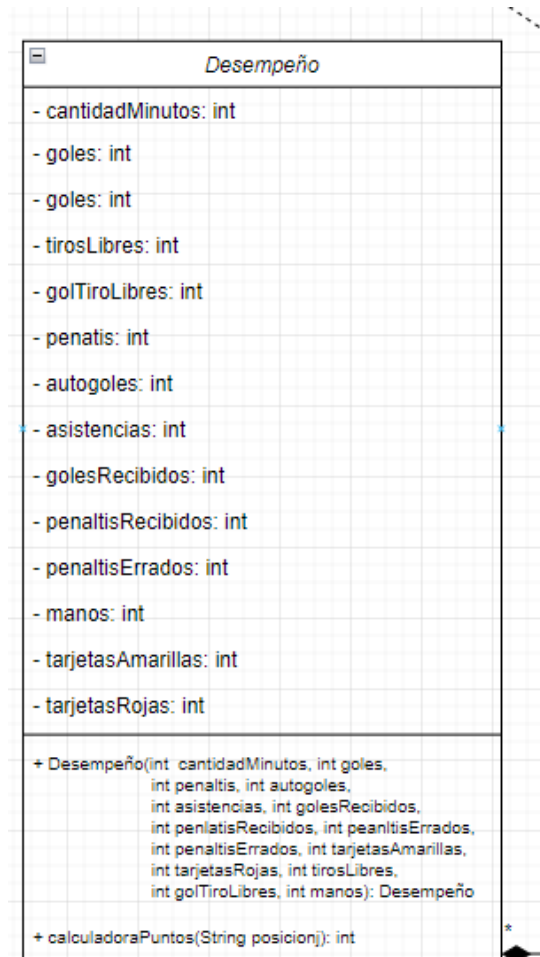 Desempeño
- cantidadMinutos: int
- goles: int
- goles: int
- tirosLibres: int
- golTiroLibres: int
- penatis: int
- autogoles: int
- asistencias: int
- golesRecibidos: int
- penaltisRecibidos: int
- penaltisErrados: int
- manos: int
- tarjetasAmarillas: int
- tarjetasRojas: int
+ Desempeño(int cantidadMinutos, int goles,
int penaltis, int autogoles,
int asistencias, int golesRecibidos,
int penlatisRecibidos, int peanltisErrados,
int penaltisErrados, int tarjetasAmarillas,
int tarjetasRojas, int tirosLibres,
int golTiroLibres, int manos): Desempeño
+ calculadoraPuntos(String posicionj): int
*